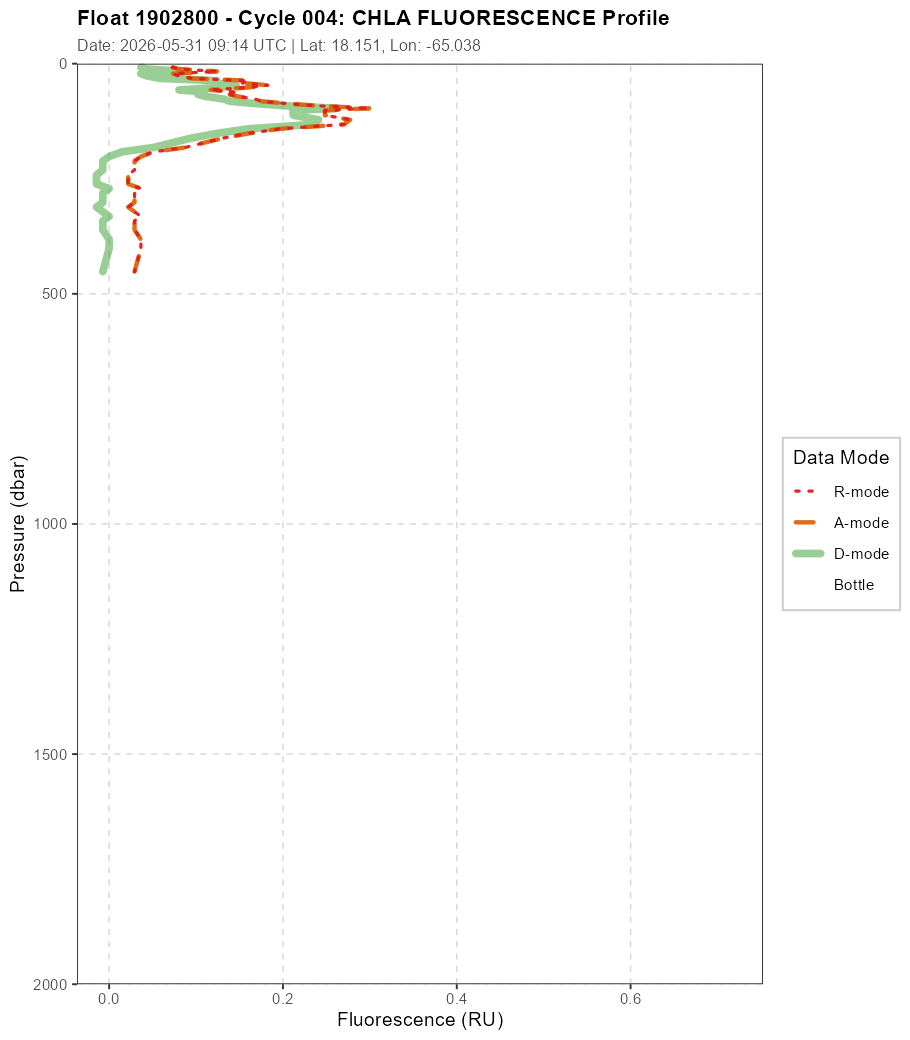 Float 1902800 - Cycle 004: CHLA FLUORESCENCE Profile
Date: 2026-05-31 09:14 UTC | Lat: 18.151, Lon: -65.038
0
500
1000
1500
2000
Pressure (dbar)
0.0
0.2
0.4
0.6
Fluorescence (RU)
Data Mode
R-mode
A-mode
D-mode
Bottle